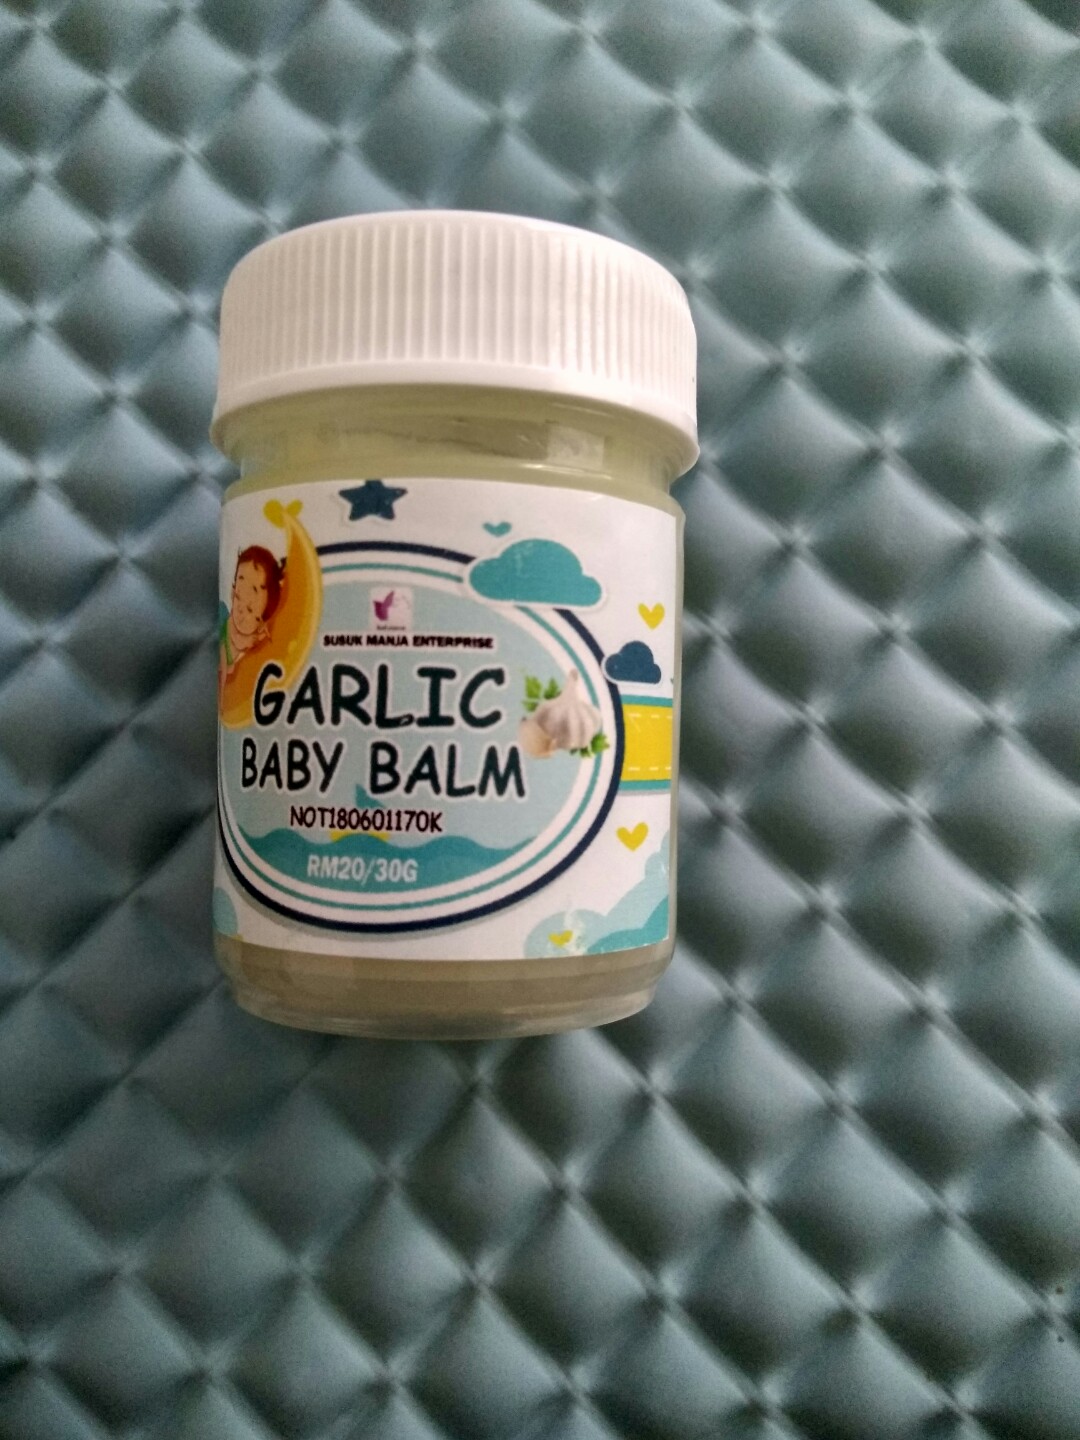 SUSUK MANJA ENTERPRISE
GARLIC
BABY BALM
NOT180601170K
RM20/30G